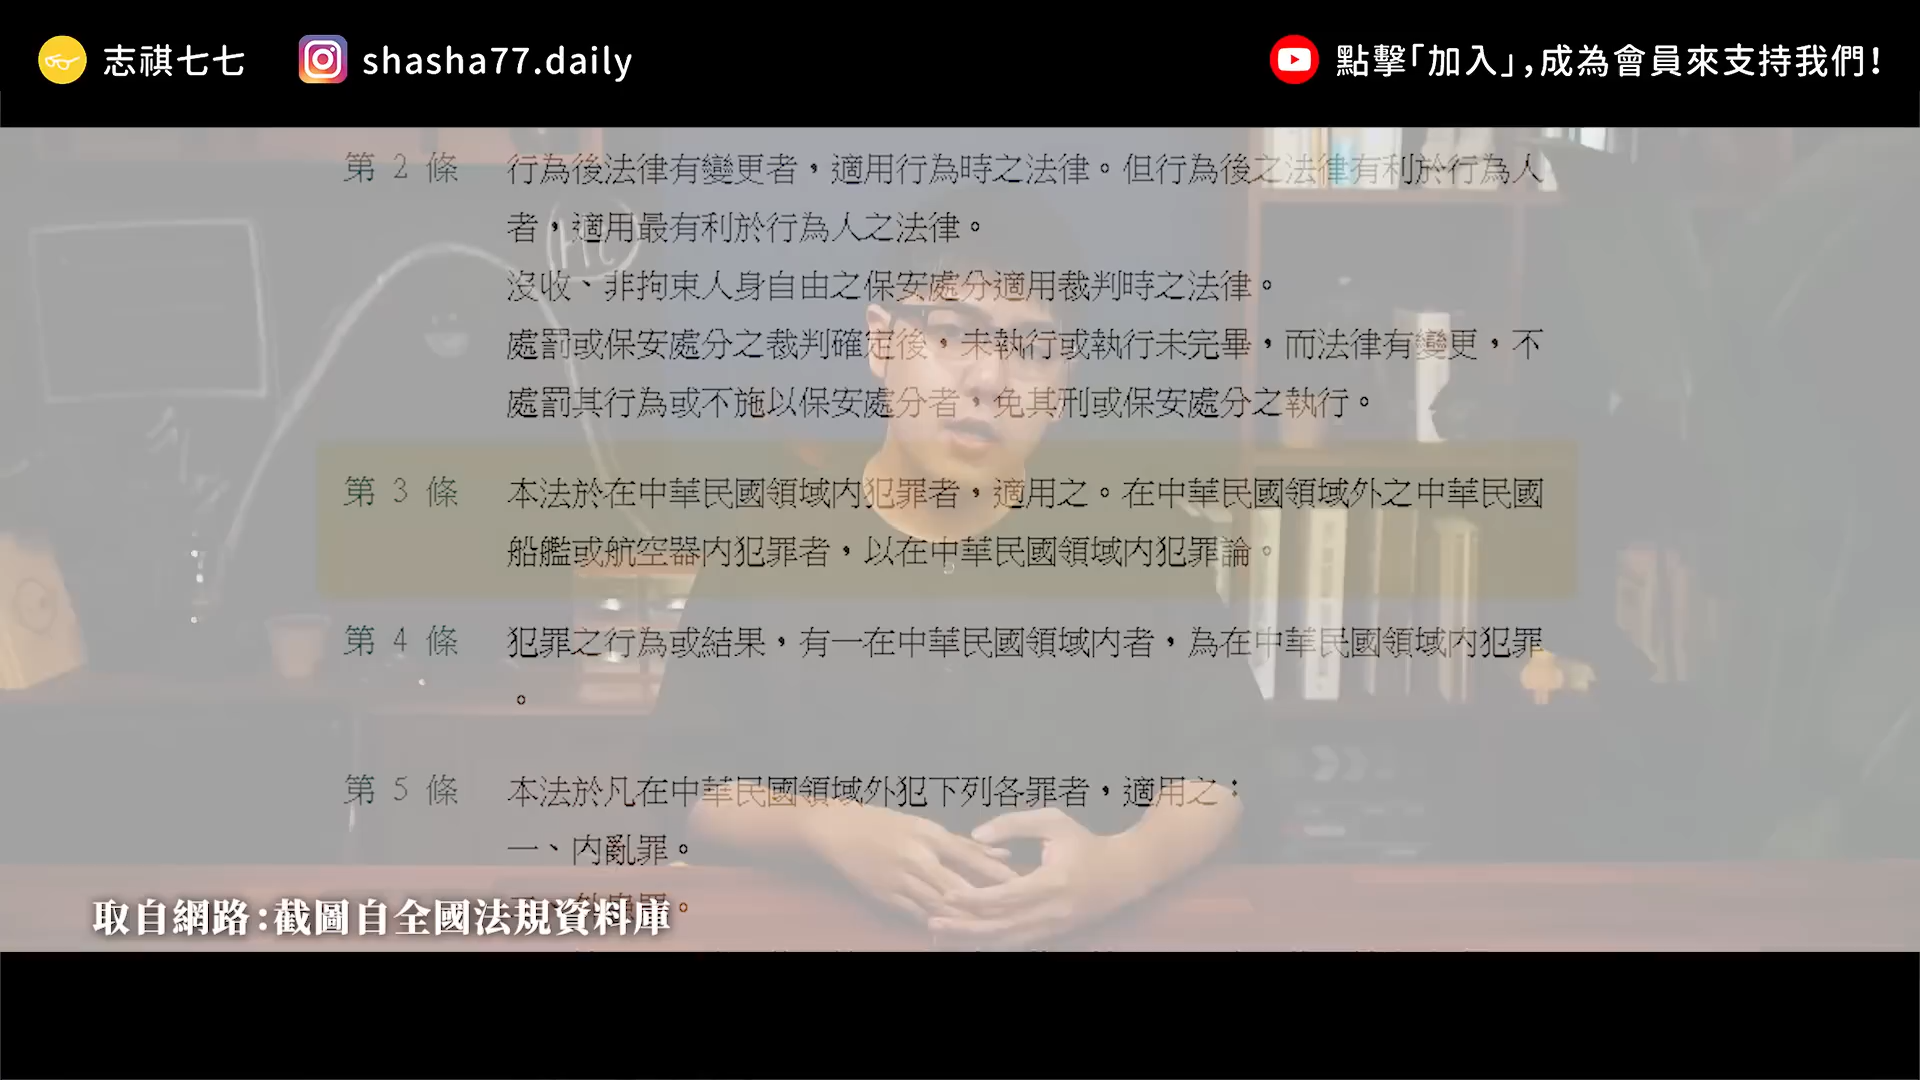 志祺七七
shasha77.daily
點擊「加入」，成為會員來支持我們！
第 2 條
行為後法律有變更者，適用行為時之法律。但行為後之法律有利於行為人
者，適用最有利於行為人之法律。
沒收、非拘束人身自由之保安處分適用裁判時之法律。
處罰或保安處分之裁判確定後，未執行或執行未完畢，而法律有變更，不
處罰其行為或不施以保安處分者，免其刑或保安處分之執行。
第 3 條
本法於在中華民國領域內犯罪者，適用之。在中華民國領域外之中華民國
船艦或航空器內犯罪者，以在中華民國領域內犯罪論。
第 4 條
犯罪之行為或結果，有一在中華民國領域內者，為在中華民國領域內犯罪
。
第 5 條
本法於凡在中華民國領域外犯下列各罪者，適用之：
一、內亂罪。
取自網路：截圖自全國法規資料庫